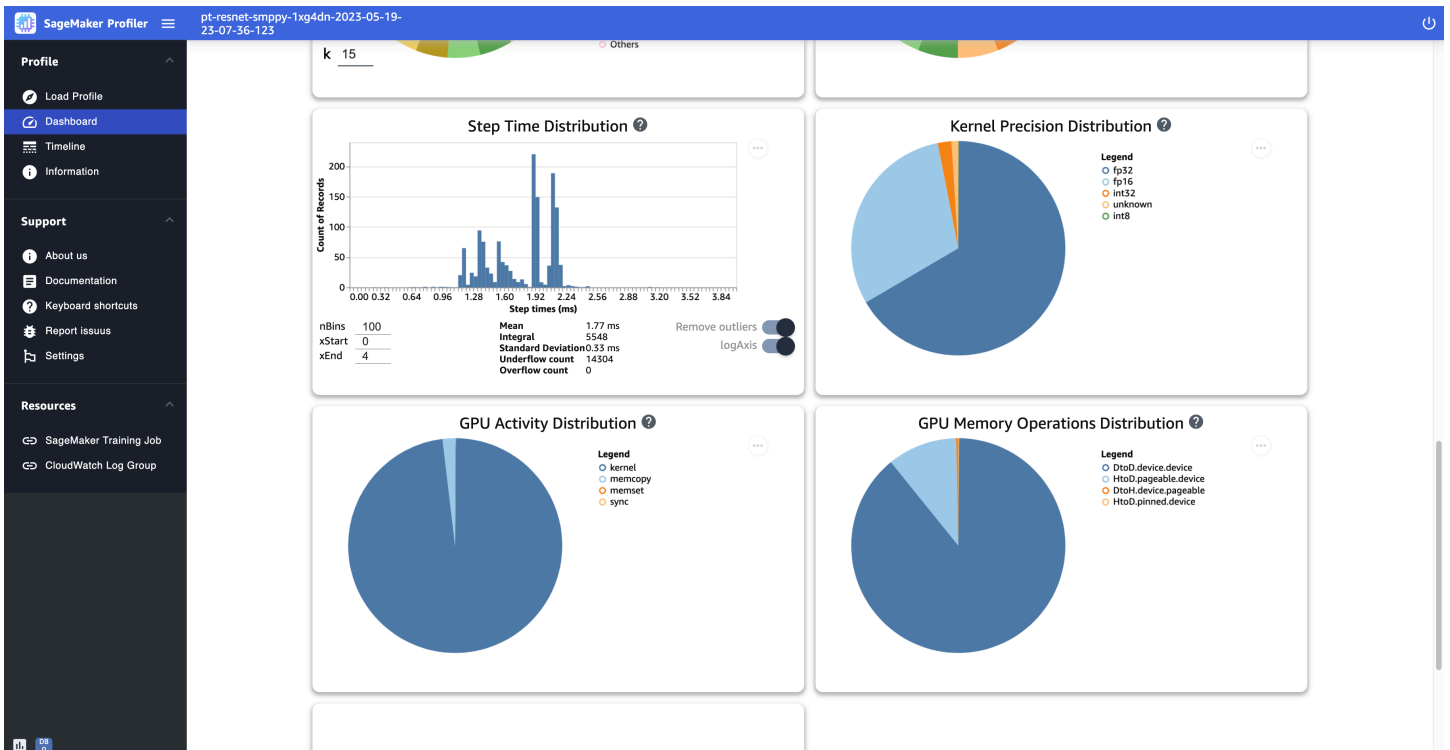 SageMaker Profiler
pt-resnet-smppy-1xg4dn-2023-05-19-
23-07-36-123
Profile
Load Profile
Dashboard
Timeline
Information
Support
About us
Documentation
Keyboard shortcuts
Report issuus
Settings
Resources
SageMaker Training Job
CloudWatch Log Group
DB
0
Others
k 15
Step Time Distribution ?
200
150
100
50
0
Count of Records
0.00 0.32 0.64 0.96 1.28 1.60 1.92 2.24 2.56 2.88 3.20 3.52 3.84
Step times (ms)
nBins 100
xStart 0
xEnd 4
Mean 1.77 ms
Integral 5548
Standard Deviation 0.33 ms
Underflow count 14304
Overflow count 0
Remove outliers
logAxis
Kernel Precision Distribution ?
Legend
fp32
fp16
int32
unknown
int8
GPU Activity Distribution ?
Legend
kernel
memcopy
memset
sync
GPU Memory Operations Distribution ?
Legend
DtoD.device.device
HtoD.pageable.device
DtoH.device.pageable
HtoD.pinned.device